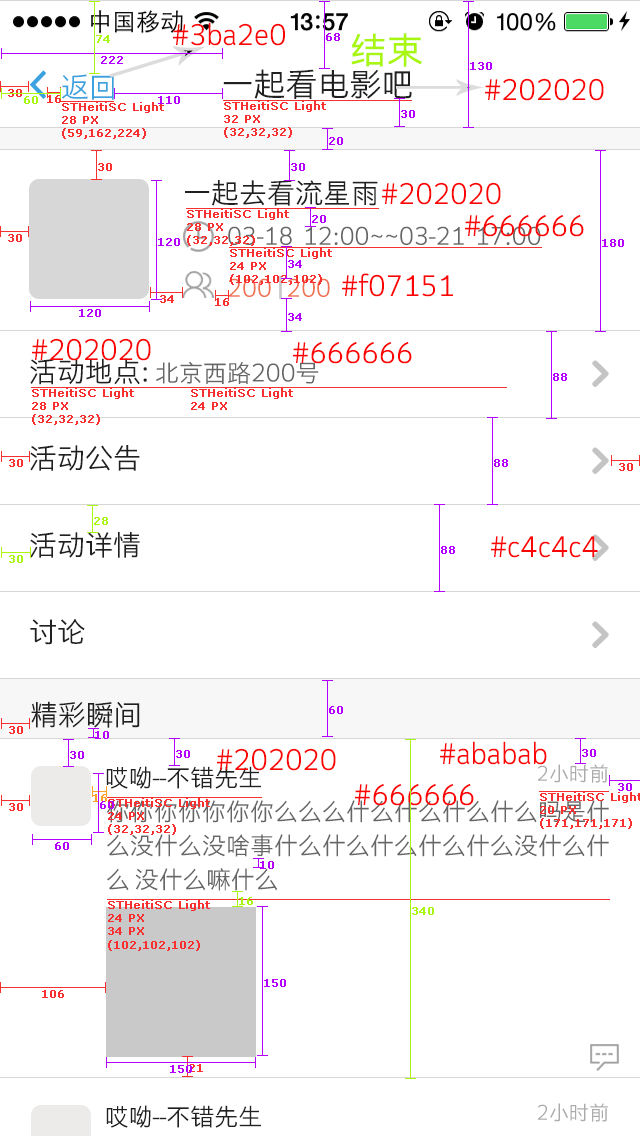 中国移动 13:57 100%
#3ba2e0 68 结束
74 222 130
返回 一起看电影吧 #202020
30 60 16 110 30
STHeitiSC Light STHeitiSC Light
28 PX 32 PX
(59,162,224) (32,32,32)
20
30 30
一起去看流星雨 #202020
STHeitiSC Light 20 #666666
28 PX
(32,32,32) 03-18 12:00~~03-21 17:00
30 120 180
STHeitiSC Light 34
24 PX
(102,102,102)
200 | 200 #f07151
34 16
120 34
#202020 #666666
活动地点: 北京西路200号 88
STHeitiSC Light STHeitiSC Light
28 PX 24 PX
(32,32,32)
30 活动公告 88 30
28
30 活动详情 88 #c4c4c4
讨论
60
30 精彩瞬间
10
30 30 #202020 #ababab 30
哎呦--不错先生 2小时前
30 16 60 #666666 30
STHeitiSC Light STHeitiSC Light
24 PX 20 PX
(32,32,32) (171,171,171)
60
你你你你你你你么么么什么什么什么什么吗是什
么没什么没啥事什么什么什么什么什么没什么什
么 没什么嘛什么
10
16
STHeitiSC Light 340
24 PX
34 PX
(102,102,102)
150
106
150 21
哎呦--不错先生 2小时前